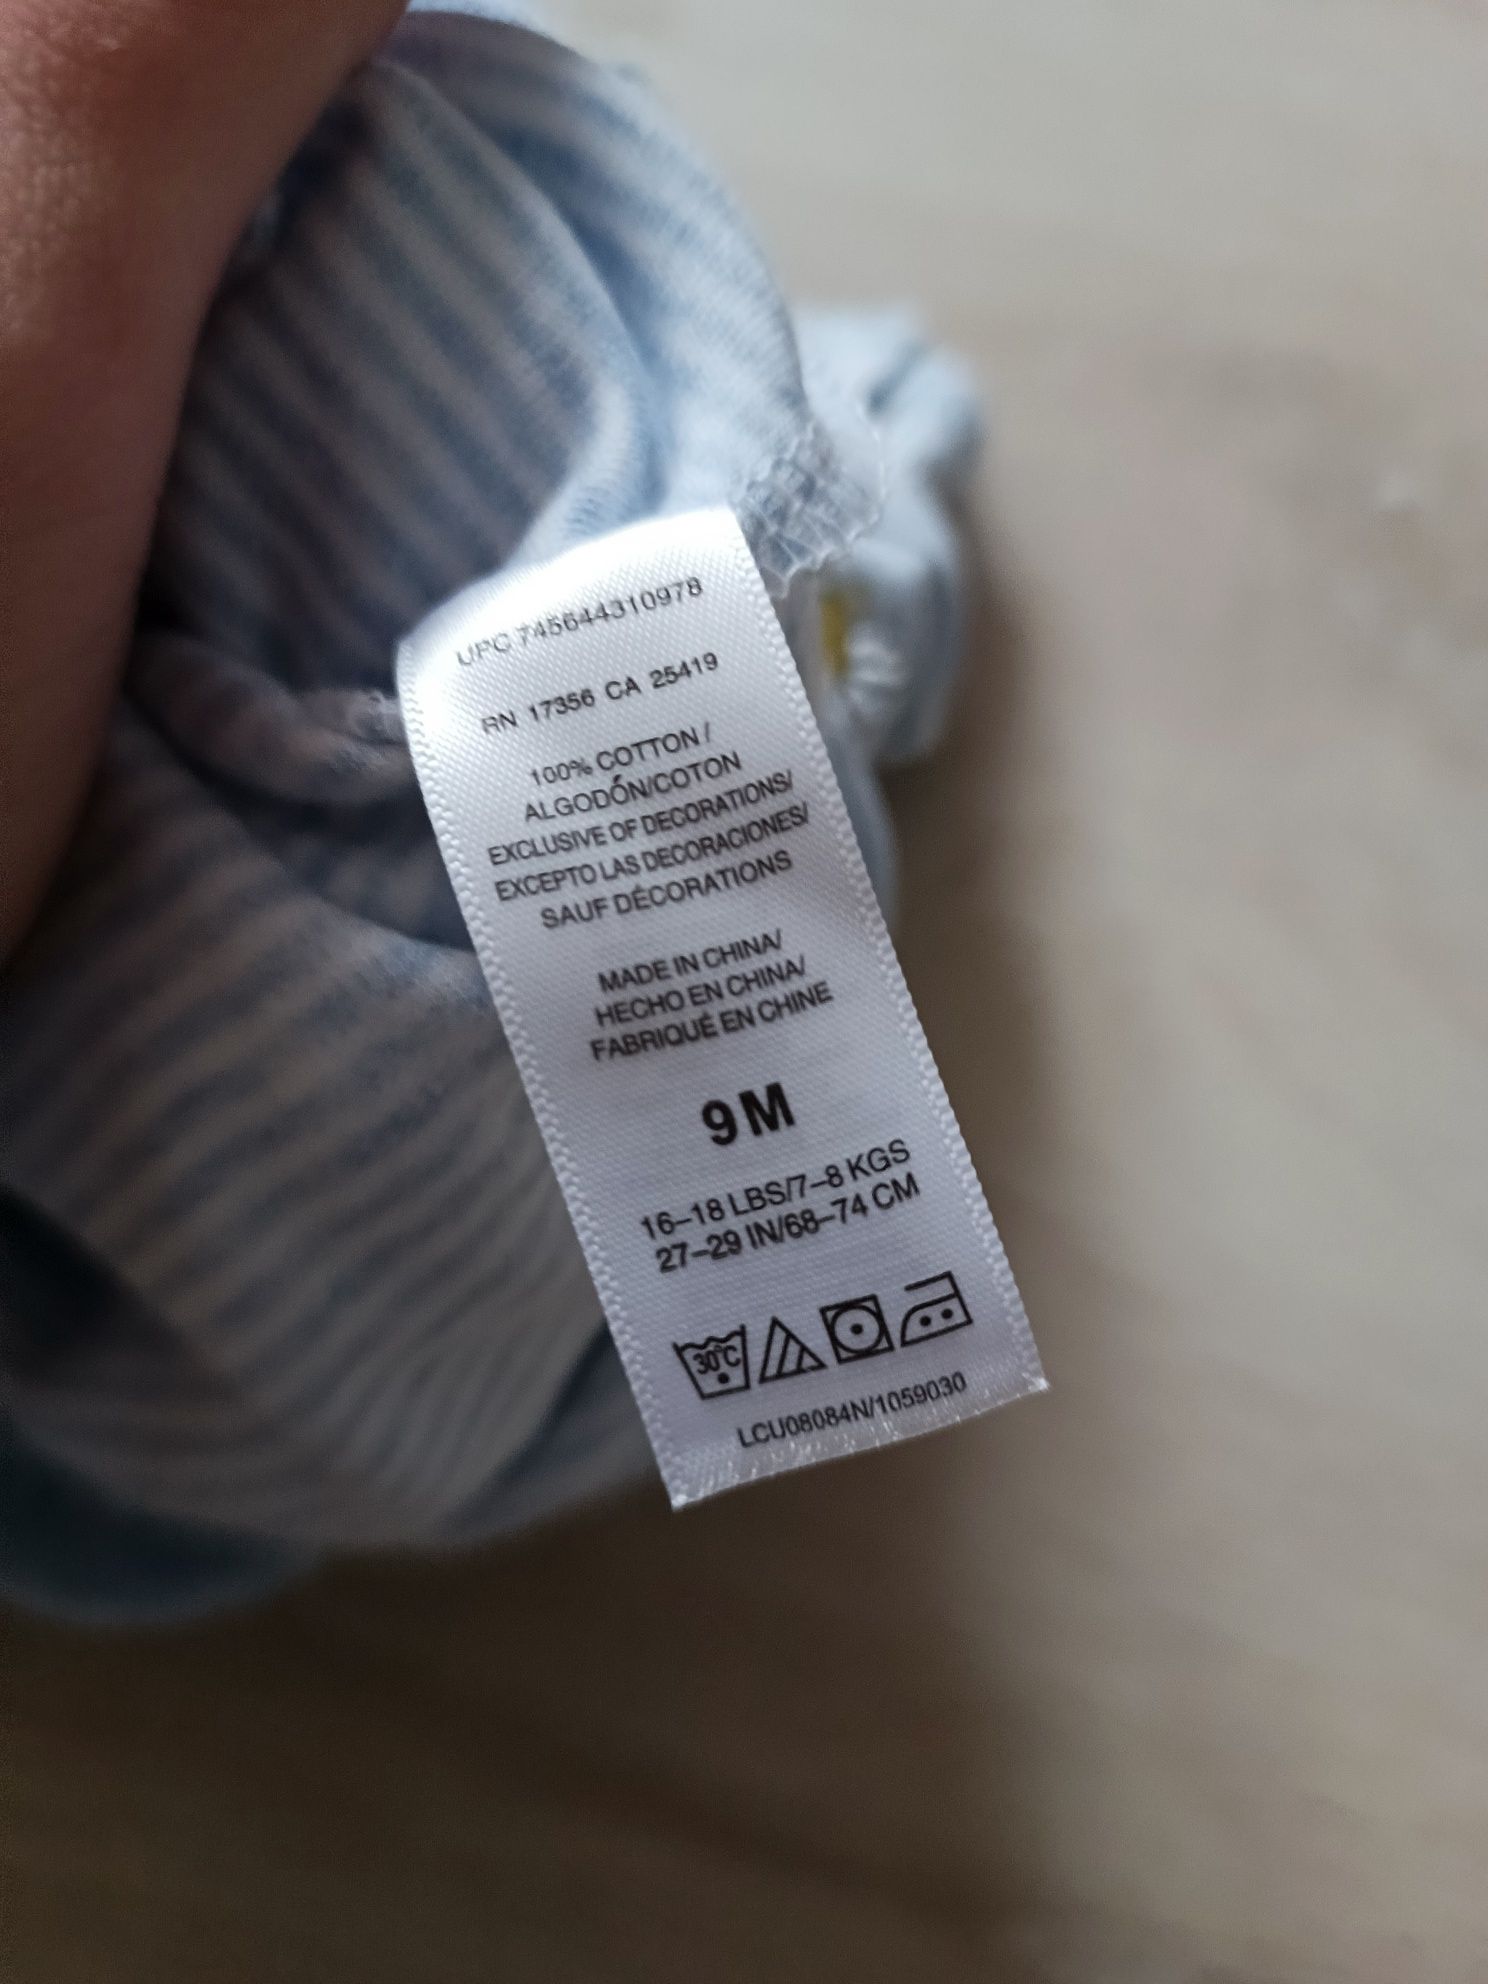 UPC 745644310978
RN 17356 CA 25419
100% COTTON /
ALGODÓN/COTON
EXCLUSIVE OF DECORATIONS/
EXCEPTO LAS DECORACIONES/
SAUF DÉCORATIONS
MADE IN CHINA/
HECHO EN CHINA/
FABRIQUÉ EN CHINE
9M
16–18 LBS/7–8 KGS
27–29 IN/68–74 CM
30°C
LCU08084N/1059030